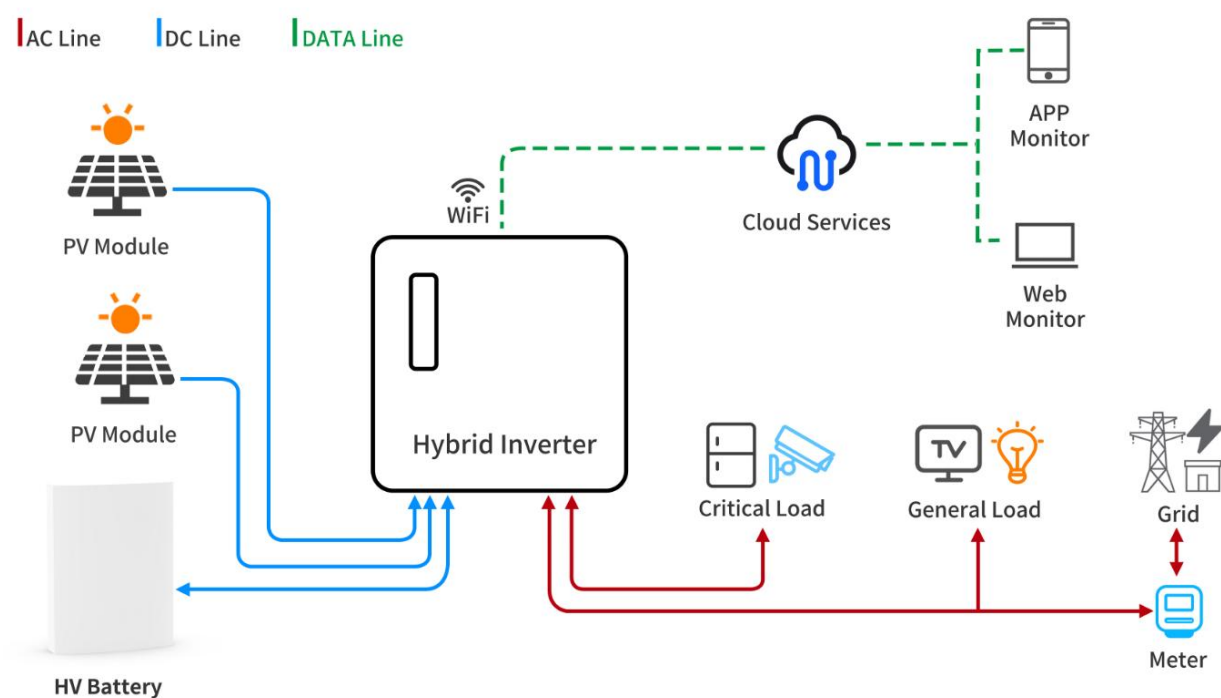 AC Line
DC Line
DATA Line
APP
Monitor
PV Module
WiFi
Cloud Services
Web
Monitor
PV Module
Hybrid Inverter
TV
Critical Load
General Load
Grid
Meter
HV Battery